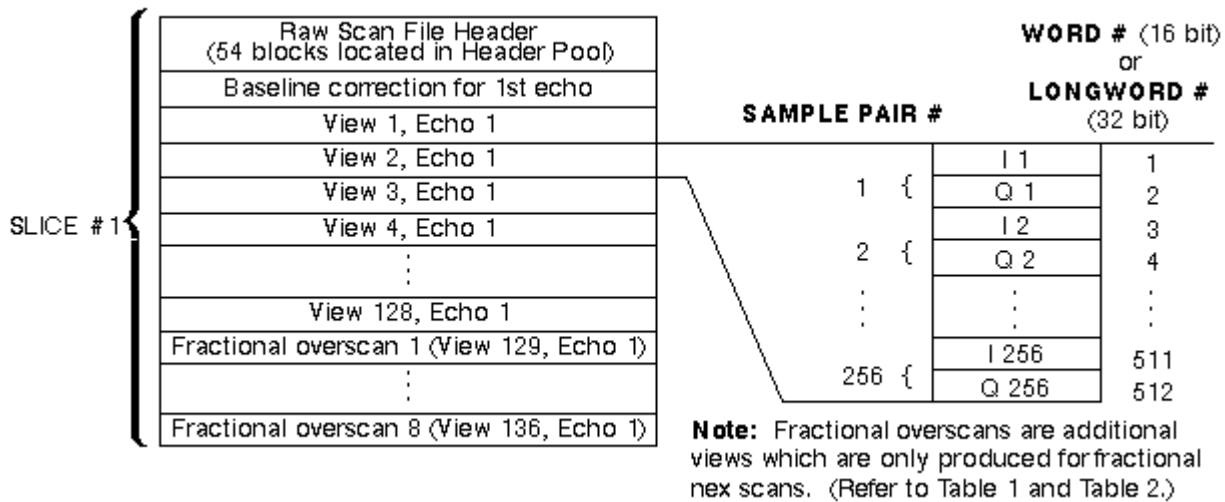 Raw Scan File Header
(54 blocks located in Header Pool)
Baseline correction for 1st echo
View 1, Echo 1
View 2, Echo 1
View 3, Echo 1
View 4, Echo 1
View 128, Echo 1
Fractional overscan 1 (View 129, Echo 1)
Fractional overscan 8 (View 136, Echo 1)
SLICE #1
SAMPLE PAIR #
WORD # (16 bit)
or
LONGWORD #
(32 bit)
I 1 1
1 { Q 1 2
I 2 3
2 { Q 2 4
I 256 511
256 { Q 256 512
Note: Fractional overscans are additional
views which are only produced for fractional
nex scans. (Refer to Table 1 and Table 2.)